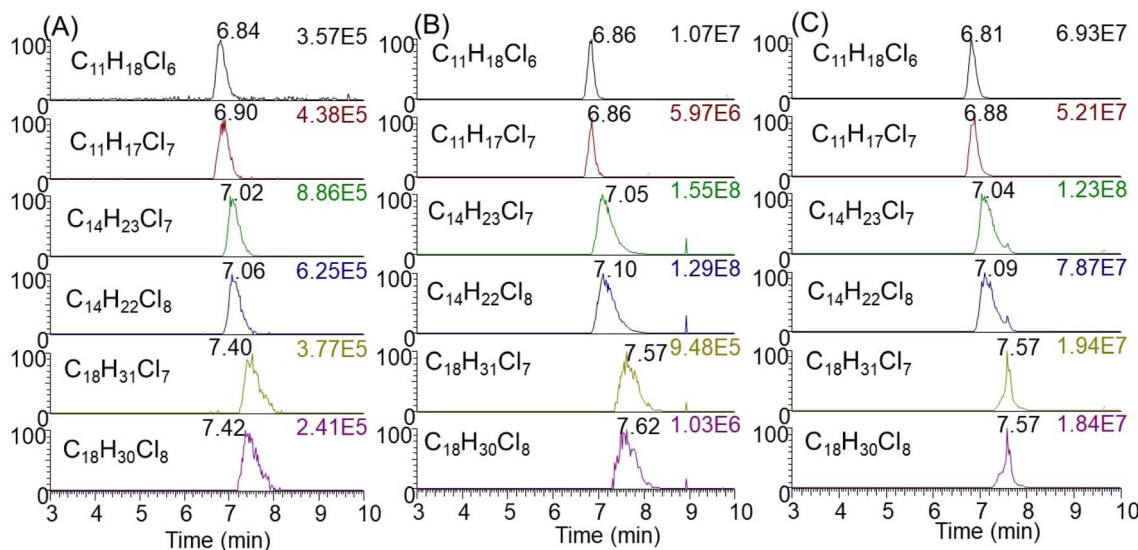 (A)
100
C₁₁H₁₈Cl₆
6.84
3.57E5
0
100
C₁₁H₁₇Cl₇
6.90
4.38E5
0
100
C₁₄H₂₃Cl₇
7.02
8.86E5
0
100
C₁₄H₂₂Cl₈
7.06
6.25E5
0
100
C₁₈H₃₁Cl₇
7.40
3.77E5
0
100
C₁₈H₃₀Cl₈
7.42
2.41E5
0
3 4 5 6 7 8 9 10
Time (min)
(B)
100
C₁₁H₁₈Cl₆
6.86
1.07E7
0
100
C₁₁H₁₇Cl₇
6.86
5.97E6
0
100
C₁₄H₂₃Cl₇
7.05
1.55E8
0
100
C₁₄H₂₂Cl₈
7.10
1.29E8
0
100
C₁₈H₃₁Cl₇
7.57
9.48E5
0
100
C₁₈H₃₀Cl₈
7.62
1.03E6
0
3 4 5 6 7 8 9 10
Time (min)
(C)
100
C₁₁H₁₈Cl₆
6.81
6.93E7
0
100
C₁₁H₁₇Cl₇
6.88
5.21E7
0
100
C₁₄H₂₃Cl₇
7.04
1.23E8
0
100
C₁₄H₂₂Cl₈
7.09
7.87E7
0
100
C₁₈H₃₁Cl₇
7.57
1.94E7
0
100
C₁₈H₃₀Cl₈
7.57
1.84E7
0
3 4 5 6 7 8 9 10
Time (min)